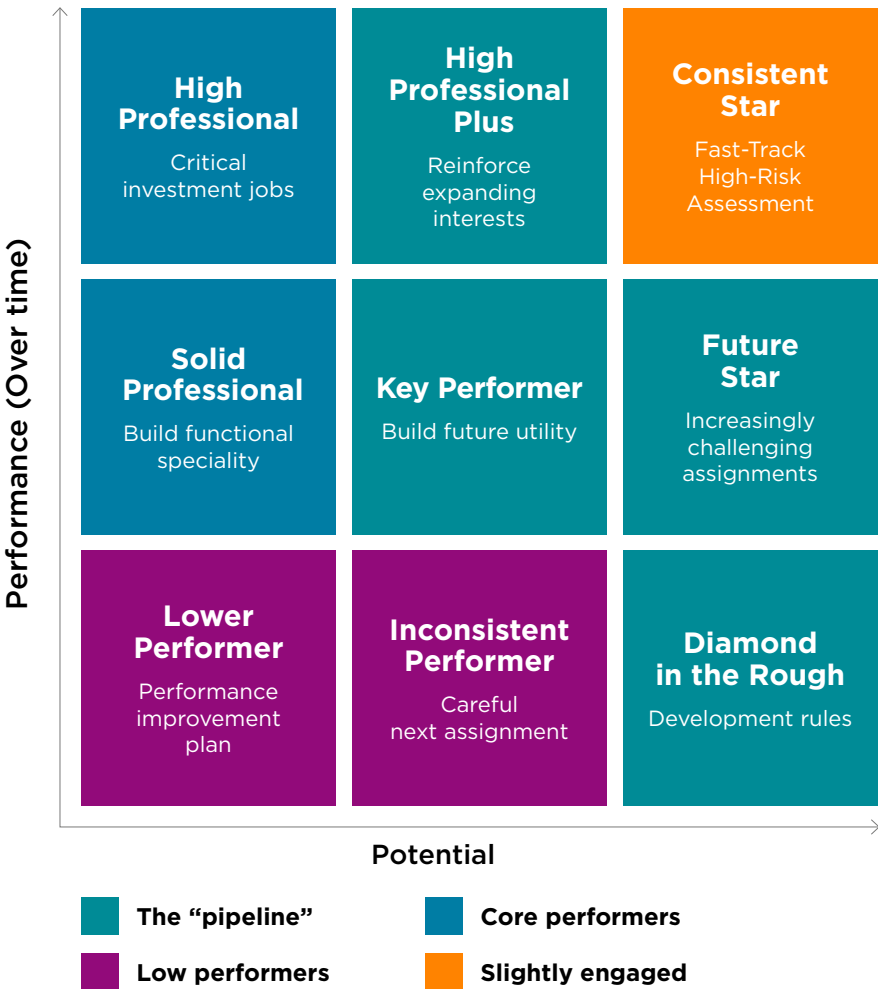 Performance (Over time)
High
Professional
Critical
investment jobs
High
Professional
Plus
Reinforce
expanding
interests
Consistent
Star
Fast-Track
High-Risk
Assessment
Solid
Professional
Build functional
speciality
Key Performer
Build future utility
Future
Star
Increasingly
challenging
assignments
Lower
Performer
Performance
improvement
plan
Inconsistent
Performer
Careful
next assignment
Diamond
in the Rough
Development rules
Potential
The “pipeline”
Core performers
Low performers
Slightly engaged